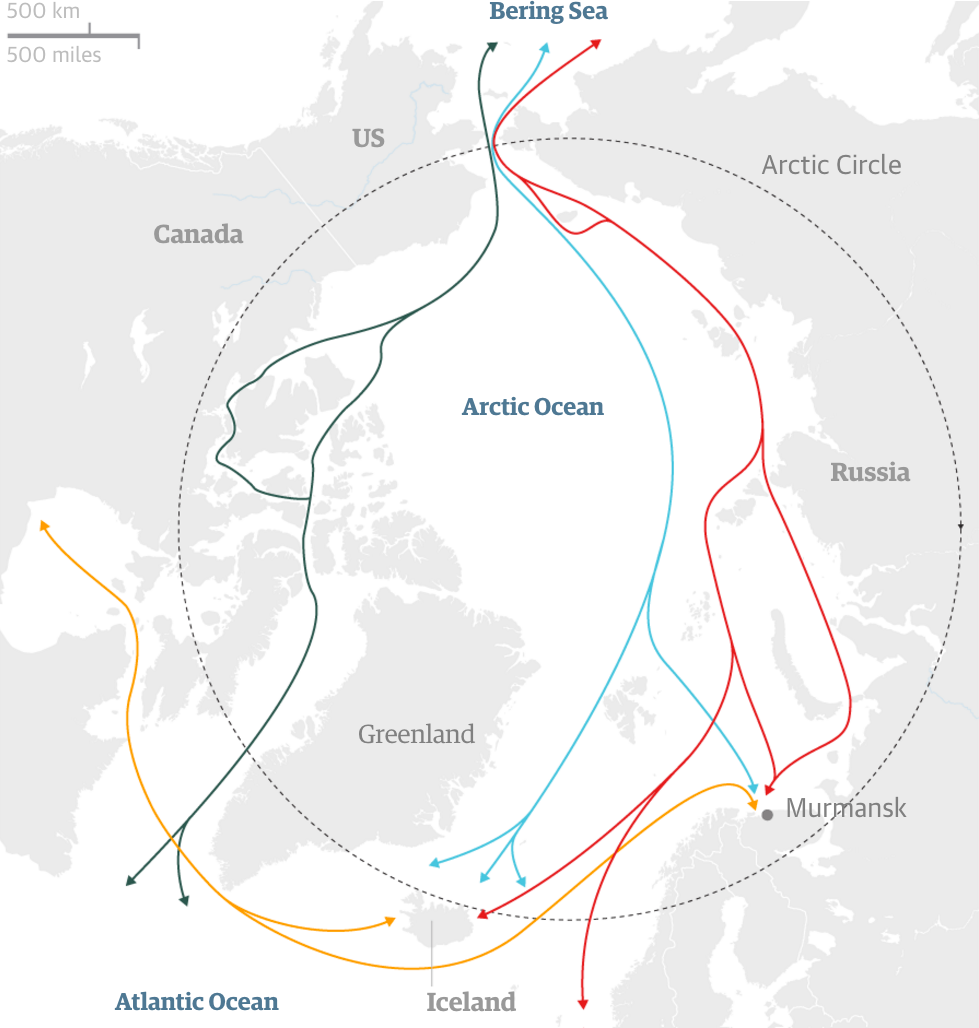 500 km
500 miles
Bering Sea
US
Arctic Circle
Canada
Arctic Ocean
Russia
Greenland
Murmansk
Atlantic Ocean
Iceland